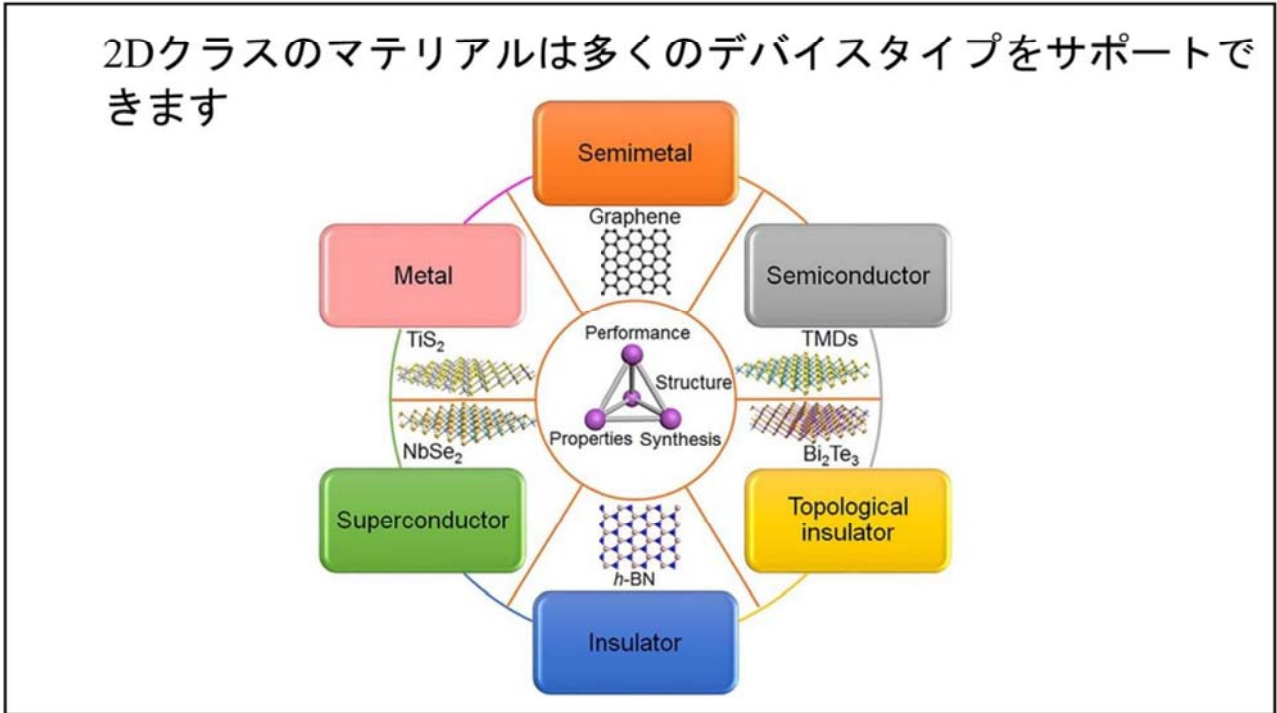 2Dクラスのマテリアルは多くのデバイスタイプをサポートで
きます
Semimetal
Graphene
Metal
Semiconductor
TiS₂
TMDs
Performance
Structure
Properties Synthesis
NbSe₂
Bi₂Te₃
Superconductor
Topological
insulator
h-BN
Insulator